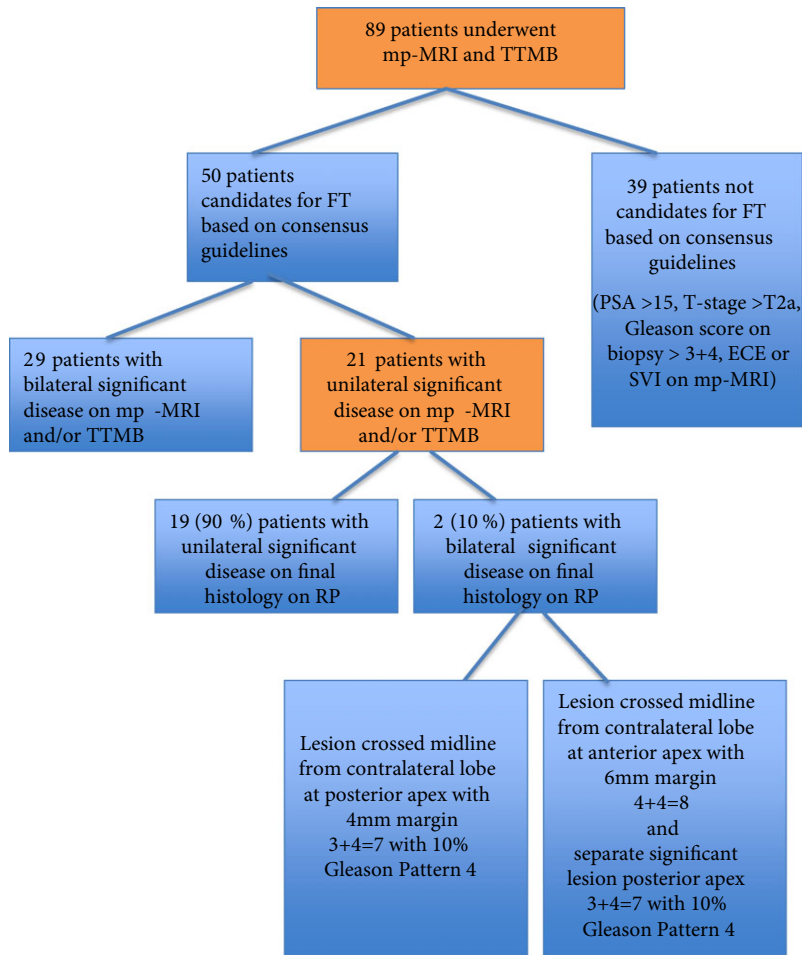 89 patients underwent
mp-MRI and TTMB
50 patients
candidates for FT
based on consensus
guidelines
39 patients not
candidates for FT
based on consensus
guidelines
(PSA >15, T-stage >T2a,
Gleason score on
biopsy > 3+4, ECE or
SVI on mp-MRI)
29 patients with
bilateral significant
disease on mp -MRI
and/or TTMB
21 patients with
unilateral significant
disease on mp -MRI
and/or TTMB
19 (90 %) patients with
unilateral significant
disease on final
histology on RP
2 (10 %) patients with
bilateral significant
disease on final
histology on RP
Lesion crossed midline
from contralateral lobe
at posterior apex with
4mm margin
3+4=7 with 10%
Gleason Pattern 4
Lesion crossed midline
from contralateral lobe
at anterior apex with
6mm margin
4+4=8
and
separate significant
lesion posterior apex
3+4=7 with 10%
Gleason Pattern 4